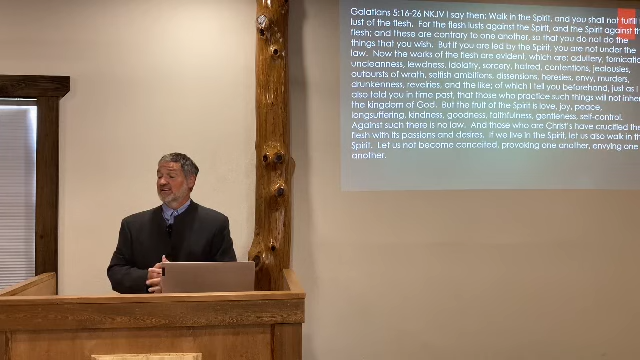 Galatians 5:16-26 NKJV I say then: Walk in the Spirit, and you shall not fulfill the
lust of the flesh. For the flesh lusts against the Spirit, and the Spirit against the
flesh; and these are contrary to one another, so that you do not do the
things that you wish. But if you are led by the Spirit, you are not under the
law. Now the works of the flesh are evident, which are: adultery, fornication,
uncleanness, lewdness, idolatry, sorcery, hatred, contentions, jealousies,
outbursts of wrath, selfish ambitions, dissensions, heresies, envy, murders,
drunkenness, revelries, and the like; of which I tell you beforehand, just as I
also told you in time past, that those who practice such things will not inherit
the kingdom of God. But the fruit of the Spirit is love, joy, peace,
longsuffering, kindness, goodness, faithfulness, gentleness, self-control.
Against such there is no law. And those who are Christ's have crucified the
flesh with its passions and desires. If we live in the Spirit, let us also walk in the
Spirit. Let us not become conceited, provoking one another, envying one
another.